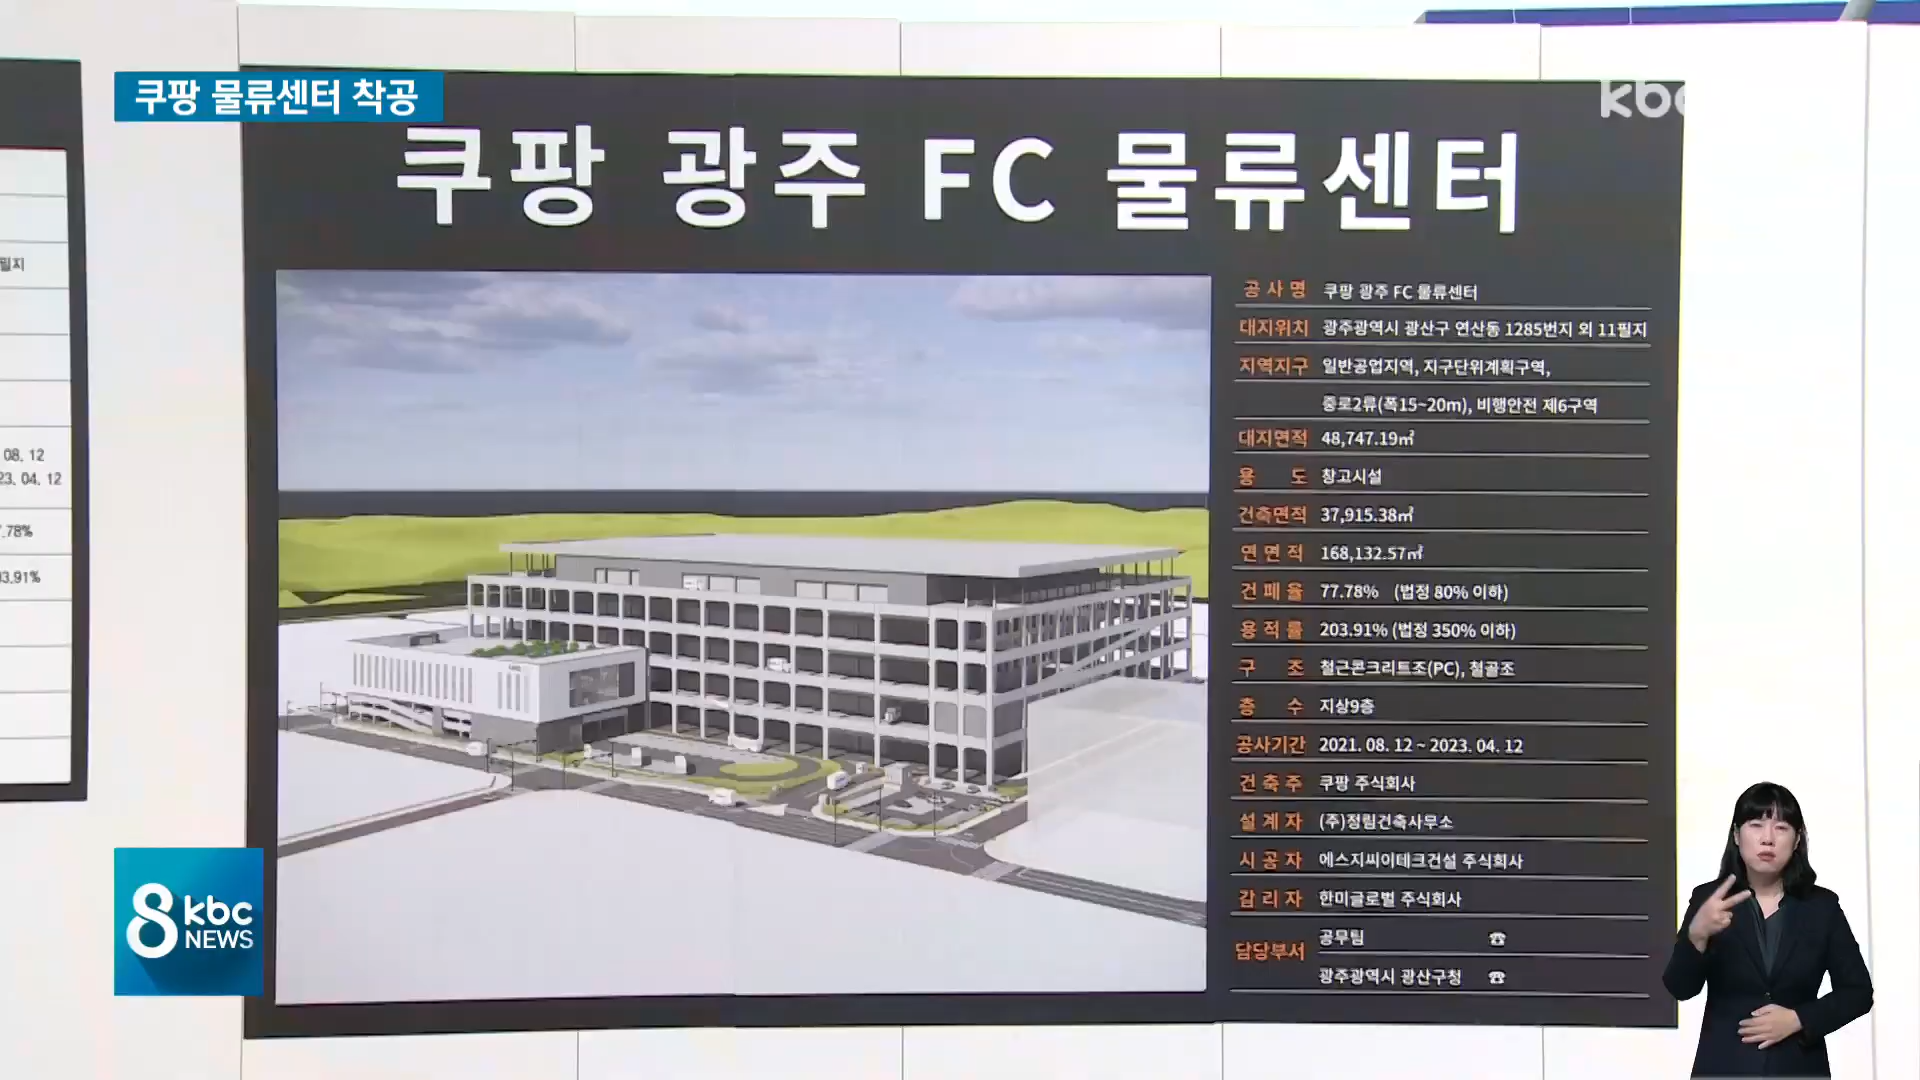 쿠팡 물류센터 착공
kbc
쿠팡 광주 FC 물류센터
필지
08. 12
23. 04. 12
7.78%
03.91%
공 사 명 쿠팡 광주 FC 물류센터
대지위치 광주광역시 광산구 연산동 1285번지 외 11필지
지역지구 일반공업지역, 지구단위계획구역,
중로2류(폭15~20m), 비행안전 제6구역
대지면적 48,747.19㎡
용 도 창고시설
건축면적 37,915.38㎡
연 면 적 168,132.57㎡
건 폐 율 77.78% (법정 80% 이하)
용 적 률 203.91% (법정 350% 이하)
구 조 철근콘크리트조(PC), 철골조
층 수 지상9층
공사기간 2021. 08. 12 ~ 2023. 04. 12
건 축 주 쿠팡 주식회사
설 계 자 (주)정림건축사무소
시 공 자 에스지씨이테크건설 주식회사
감 리 자 한미글로벌 주식회사
담당부서 공무팀 ☎
광주광역시 광산구청 ☎
8 kbc
NEWS